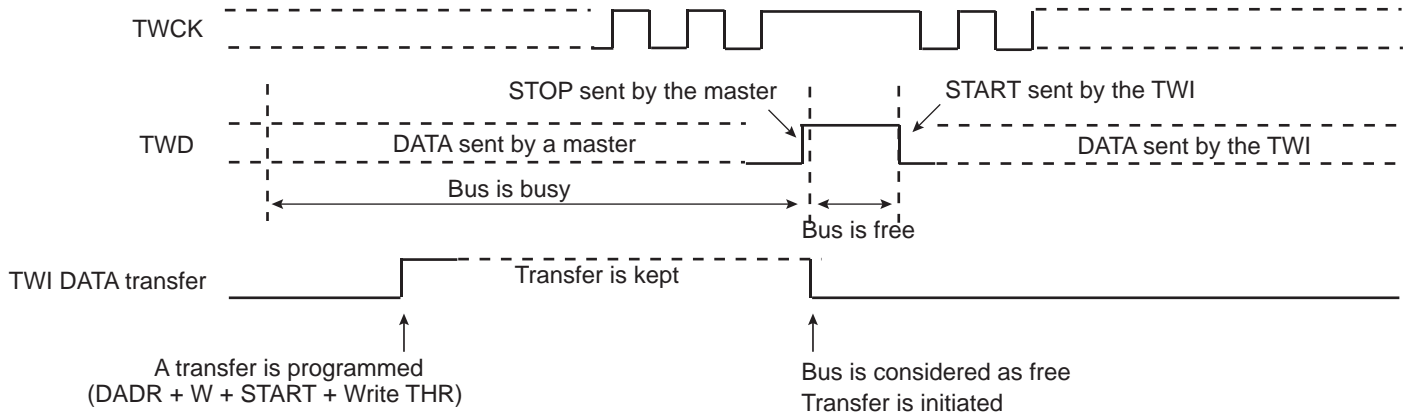 TWCK
STOP sent by the master
START sent by the TWI
TWD
DATA sent by a master
DATA sent by the TWI
Bus is busy
Bus is free
TWI DATA transfer
Transfer is kept
A transfer is programmed
(DADR + W + START + Write THR)
Bus is considered as free
Transfer is initiated